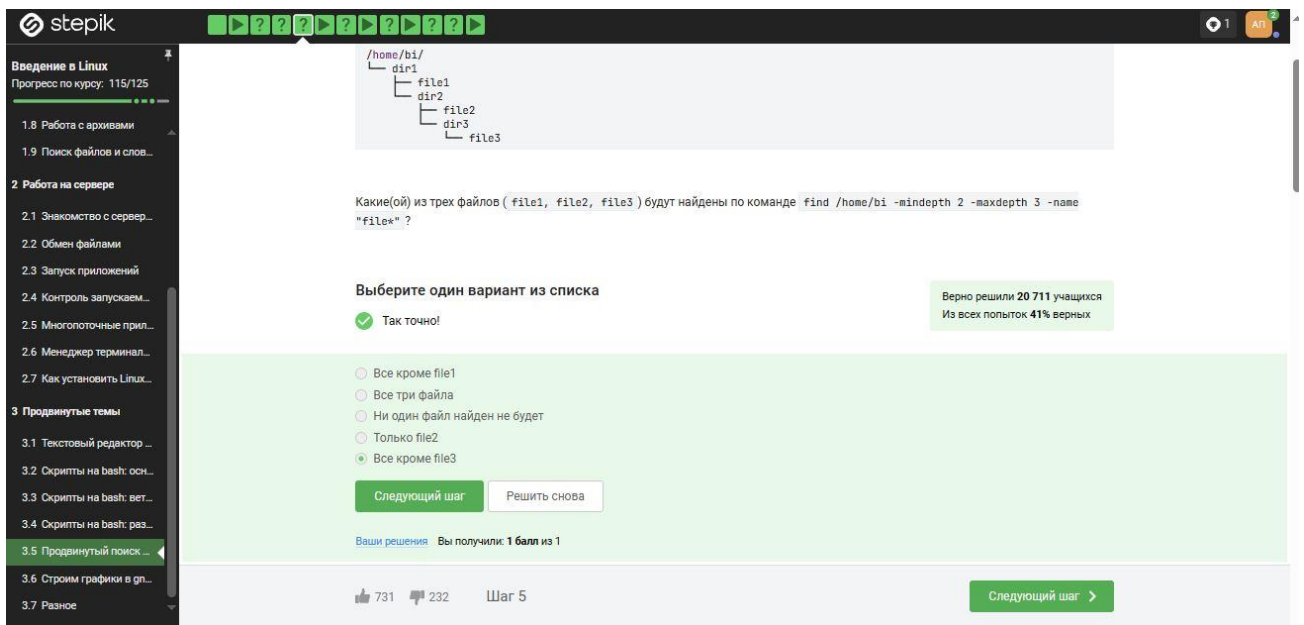 stepik
1
АП
2
Введение в Linux
Прогресс по курсу: 115/125
1.8 Работа с архивами
1.9 Поиск файлов и слов...
2 Работа на сервере
2.1 Знакомство с сервер...
2.2 Обмен файлами
2.3 Запуск приложений
2.4 Контроль запускаем...
2.5 Многопоточные прил...
2.6 Менеджер терминал...
2.7 Как установить Linux...
3 Продвинутые темы
3.1 Текстовый редактор ...
3.2 Скрипты на bash: осн...
3.3 Скрипты на bash: вет...
3.4 Скрипты на bash: раз...
3.5 Продвинутый поиск ...
3.6 Строим графики в gn...
3.7 Разное
/home/bi/
└── dir1
    ├── file1
    └── dir2
        ├── file2
        └── dir3
            └── file3
Какие(ой) из трех файлов ( file1, file2, file3 ) будут найдены по команде find /home/bi -mindepth 2 -maxdepth 3 -name
"file*" ?
Выберите один вариант из списка
Так точно!
Верно решили 20 711 учащихся
Из всех попыток 41% верных
Все кроме file1
Все три файла
Ни один файл найден не будет
Только file2
Все кроме file3
Следующий шаг
Решить снова
Ваши решения Вы получили: 1 балл из 1
731 232 Шаг 5
Следующий шаг